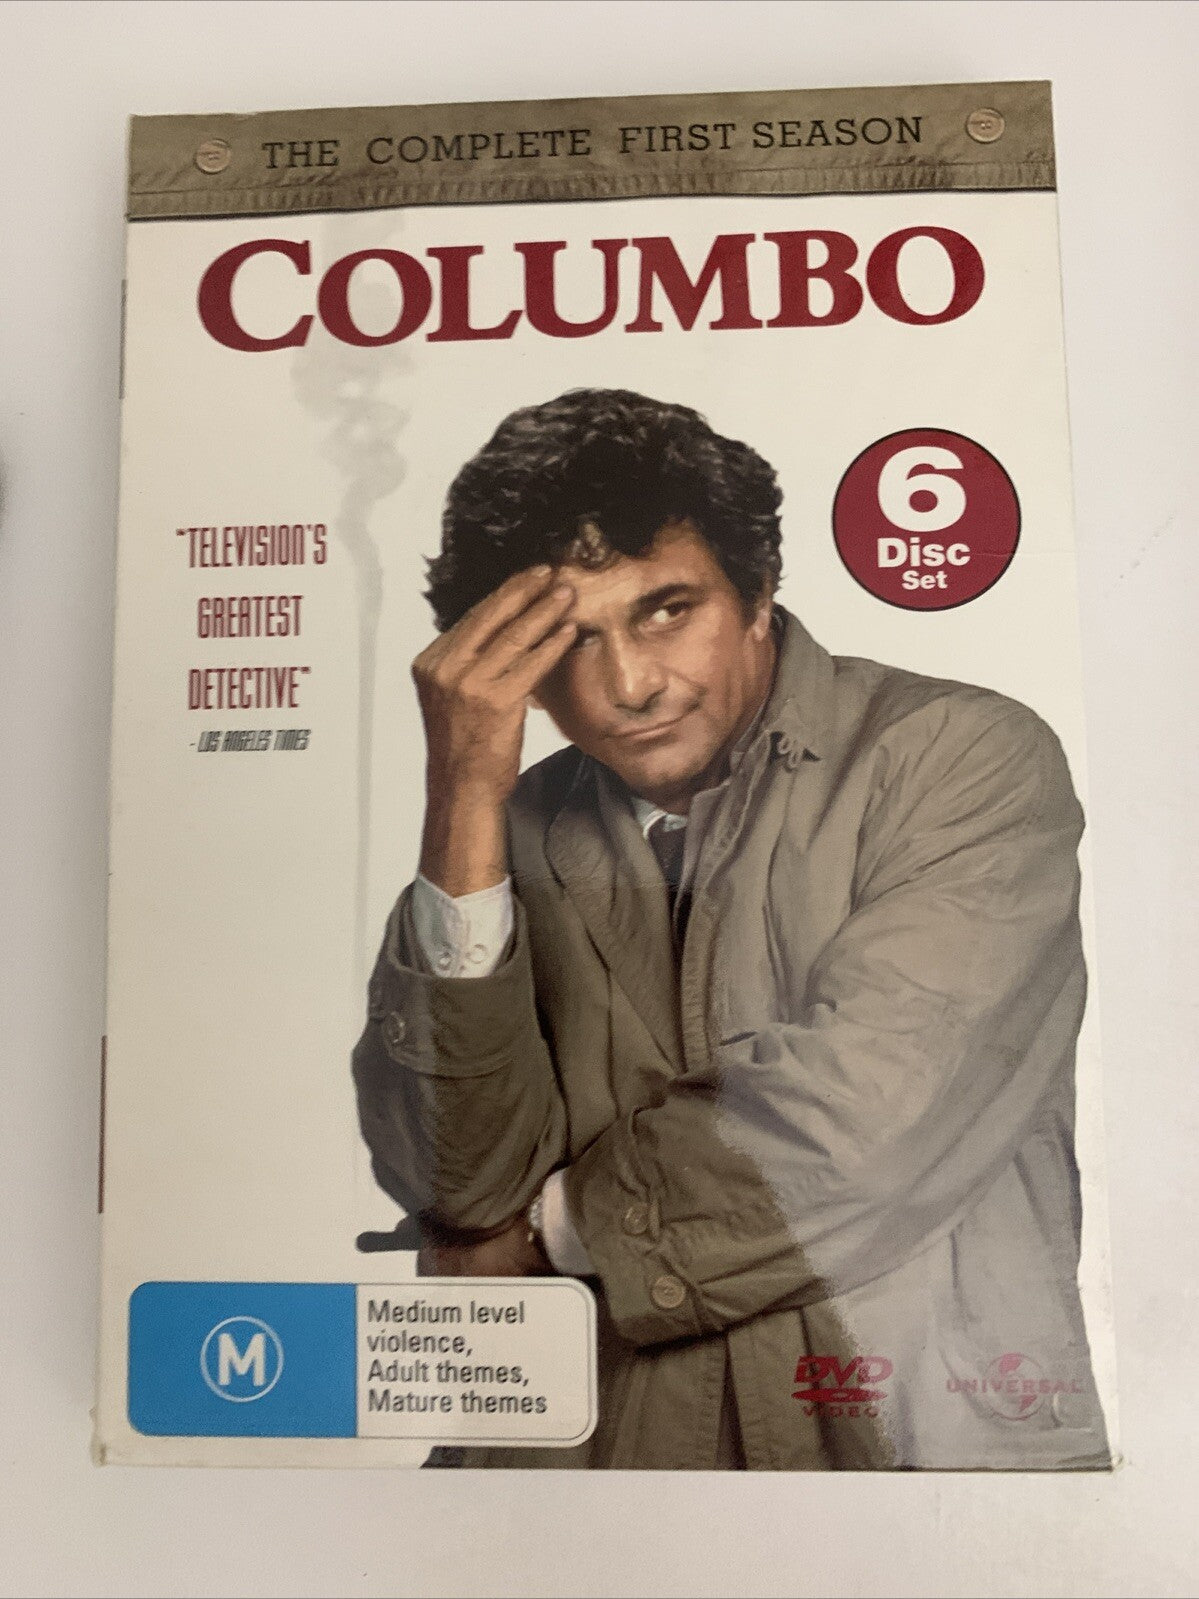 THE COMPLETE FIRST SEASON
COLUMBO
6
Disc
Set
"TELEVISION'S
GREATEST
DETECTIVE"
- LOS ANGELES TIMES
M
Medium level
violence,
Adult themes,
Mature themes
DVD
VIDEO
UNIVERSAL